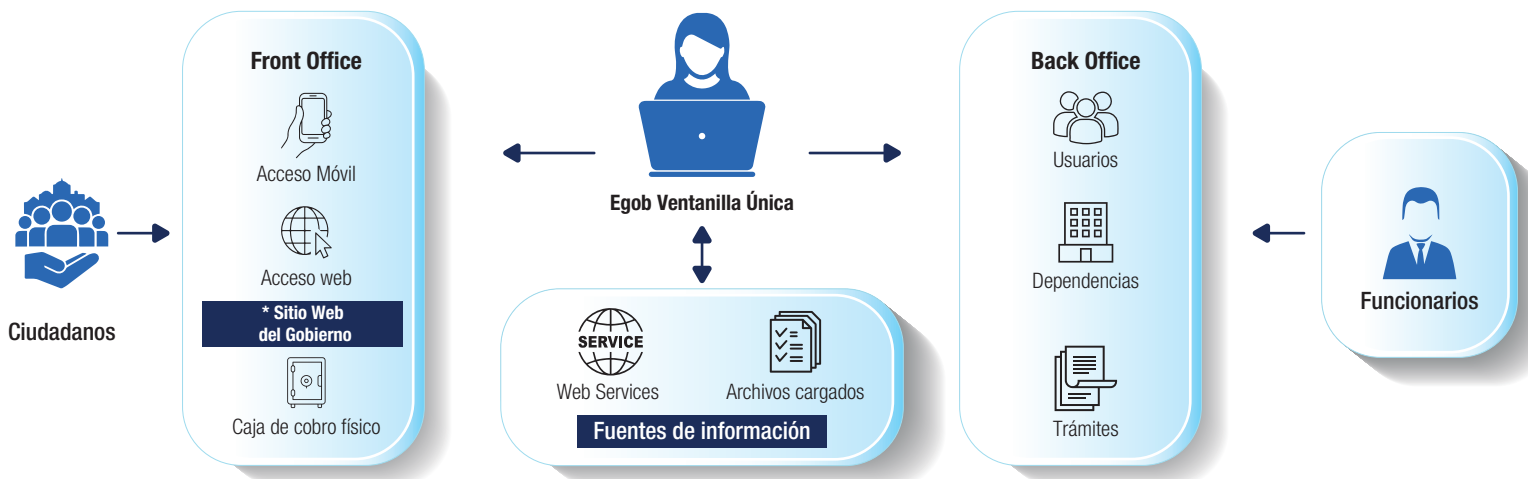 Ciudadanos
Front Office
Acceso Móvil
Acceso web
* Sitio Web
del Gobierno
Caja de cobro físico
Egob Ventanilla Única
SERVICE
Web Services
Archivos cargados
Fuentes de información
Back Office
Usuarios
Dependencias
Trámites
Funcionarios